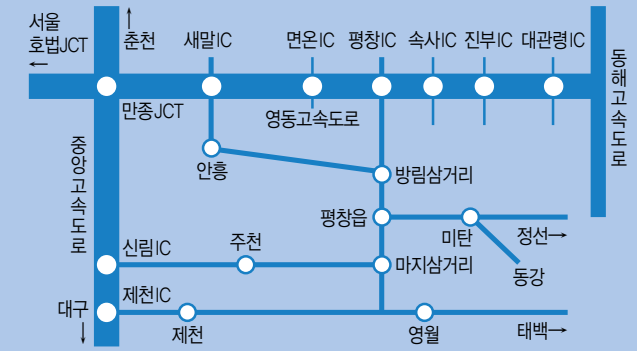 서울
호법JCT
←
↑
춘천
새말IC
면온IC
평창IC
속사IC
진부IC
대관령IC
동해고속도로
만종JCT
영동고속도로
중앙고속도로
안흥
방림삼거리
평창읍
미탄
정선→
동강
신림IC
주천
마지삼거리
제천IC
대구
↓
제천
영월
태백→